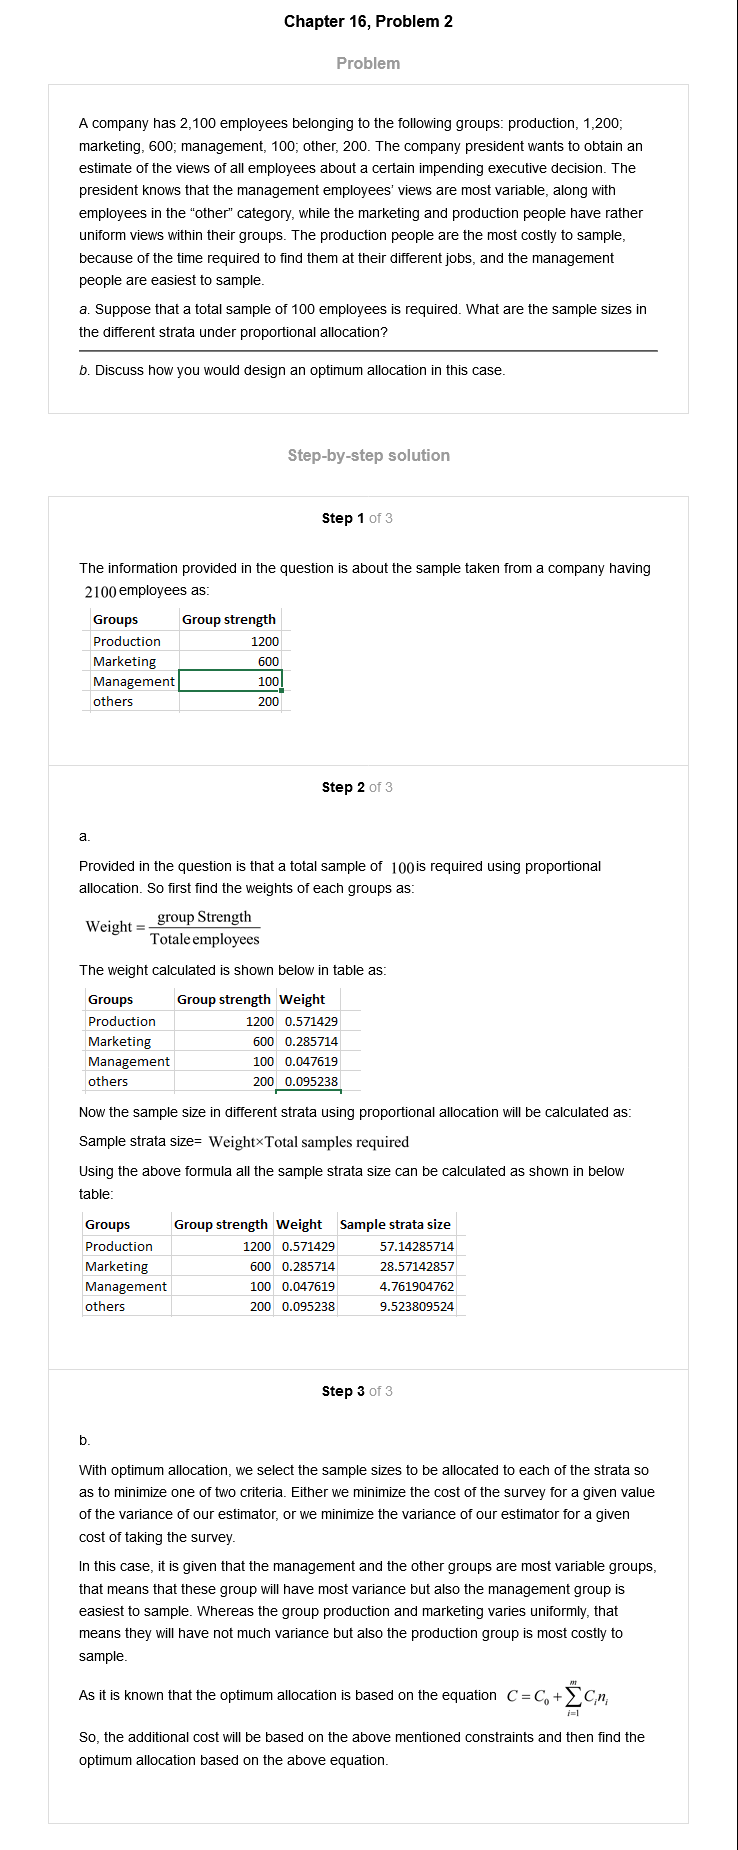 Chapter 16, Problem 2
Problem
A company has 2,100 employees belonging to the following groups: production, 1,200;
marketing, 600; management, 100; other, 200. The company president wants to obtain an
estimate of the views of all employees about a certain impending executive decision. The
president knows that the management employees' views are most variable, along with
employees in the “other” category, while the marketing and production people have rather
uniform views within their groups. The production people are the most costly to sample,
because of the time required to find them at their different jobs, and the management
people are easiest to sample.
a. Suppose that a total sample of 100 employees is required. What are the sample sizes in
the different strata under proportional allocation?
b. Discuss how you would design an optimum allocation in this case.
Step-by-step solution
Step 1 of 3
The information provided in the question is about the sample taken from a company having
2100 employees as:
Groups Group strength
Production 1200
Marketing 600
Management 100
others 200
Step 2 of 3
a.
Provided in the question is that a total sample of 100 is required using proportional
allocation. So first find the weights of each groups as:
Weight = group Strength / Totale employees
The weight calculated is shown below in table as:
Groups Group strength Weight
Production 1200 0.571429
Marketing 600 0.285714
Management 100 0.047619
others 200 0.095238
Now the sample size in different strata using proportional allocation will be calculated as:
Sample strata size= Weight×Total samples required
Using the above formula all the sample strata size can be calculated as shown in below
table:
Groups Group strength Weight Sample strata size
Production 1200 0.571429 57.14285714
Marketing 600 0.285714 28.57142857
Management 100 0.047619 4.761904762
others 200 0.095238 9.523809524
Step 3 of 3
b.
With optimum allocation, we select the sample sizes to be allocated to each of the strata so
as to minimize one of two criteria. Either we minimize the cost of the survey for a given value
of the variance of our estimator, or we minimize the variance of our estimator for a given
cost of taking the survey.
In this case, it is given that the management and the other groups are most variable groups,
that means that these group will have most variance but also the management group is
easiest to sample. Whereas the group production and marketing varies uniformly, that
means they will have not much variance but also the production group is most costly to
sample.
As it is known that the optimum allocation is based on the equation C = C₀ + ∑ᵢ₌₁ᵐ Cᵢnᵢ
So, the additional cost will be based on the above mentioned constraints and then find the
optimum allocation based on the above equation.